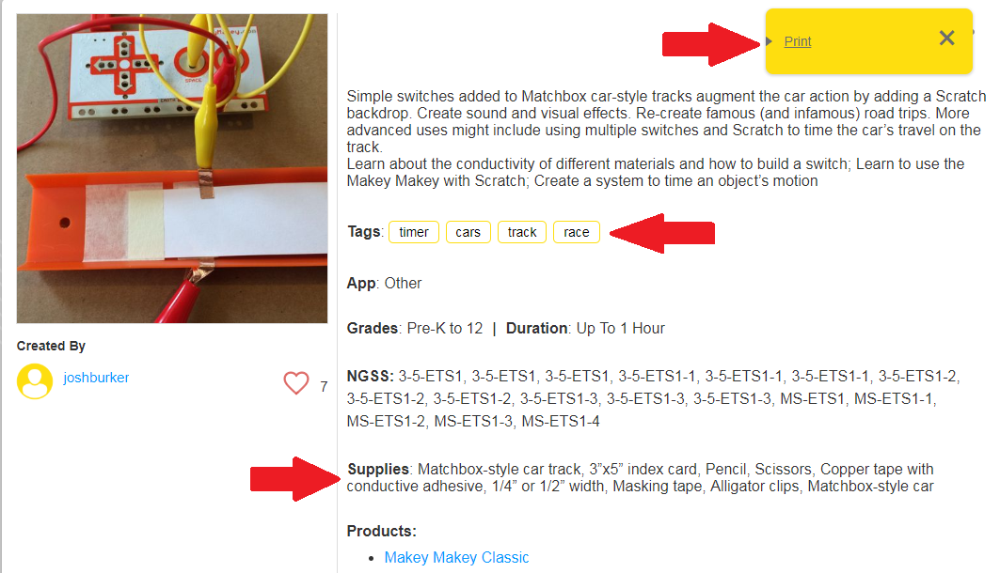 Print
Simple switches added to Matchbox car-style tracks augment the car action by adding a Scratch
backdrop. Create sound and visual effects. Re-create famous (and infamous) road trips. More
advanced uses might include using multiple switches and Scratch to time the car’s travel on the
track.
Learn about the conductivity of different materials and how to build a switch; Learn to use the
Makey Makey with Scratch; Create a system to time an object’s motion
Tags: timer cars track race
App: Other
Grades: Pre-K to 12 | Duration: Up To 1 Hour
NGSS: 3-5-ETS1, 3-5-ETS1, 3-5-ETS1, 3-5-ETS1-1, 3-5-ETS1-1, 3-5-ETS1-1, 3-5-ETS1-2,
3-5-ETS1-2, 3-5-ETS1-2, 3-5-ETS1-3, 3-5-ETS1-3, 3-5-ETS1-3, MS-ETS1, MS-ETS1-1,
MS-ETS1-2, MS-ETS1-3, MS-ETS1-4
Supplies: Matchbox-style car track, 3”x5” index card, Pencil, Scissors, Copper tape with
conductive adhesive, 1/4” or 1/2” width, Masking tape, Alligator clips, Matchbox-style car
Products:
Makey Makey Classic
SPACE
Created By
joshburker
7